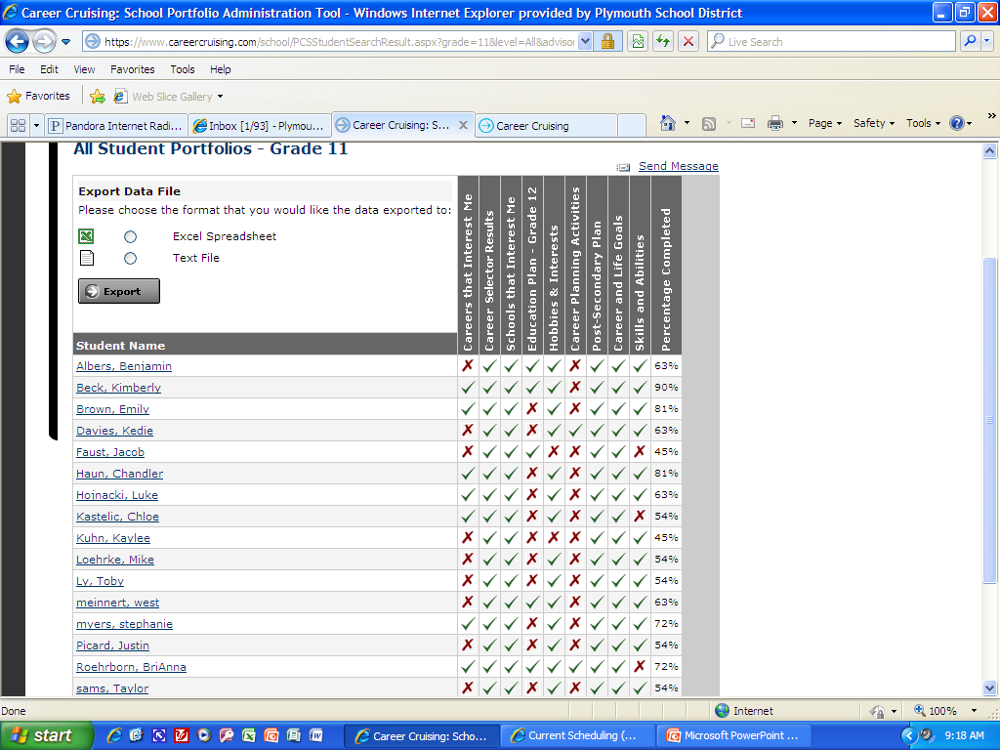 Career Cruising: School Portfolio Administration Tool - Windows Internet Explorer provided by Plymouth School District
https://www.careercruising.com/school/PCSStudentSearchResult.aspx?grade=11&level=All&advisor
Live Search
File Edit View Favorites Tools Help
Favorites Web Slice Gallery
Pandora Internet Radi... Inbox [1/93] - Plymou... Career Cruising: S... X Career Cruising Page Safety Tools »
All Student Portfolios - Grade 11
Send Message
Export Data File
Please choose the format that you would like the data exported to:
Excel Spreadsheet
Text File
Export
Careers that Interest Me
Career Selector Results
Schools that Interest Me
Education Plan - Grade 12
Hobbies & Interests
Career Planning Activities
Post-Secondary Plan
Career and Life Goals
Skills and Abilities
Percentage Completed
Student Name
Albers, Benjamin ✗ ✓ ✓ ✓ ✓ ✗ ✓ ✓ ✓ 63%
Beck, Kimberly ✓ ✓ ✓ ✓ ✓ ✗ ✓ ✓ ✓ 90%
Brown, Emily ✓ ✓ ✓ ✗ ✓ ✗ ✓ ✓ ✓ 81%
Davies, Kedie ✗ ✓ ✓ ✗ ✓ ✓ ✓ ✓ ✓ 63%
Faust, Jacob ✗ ✓ ✓ ✓ ✗ ✗ ✓ ✓ ✗ 45%
Haun, Chandler ✓ ✓ ✓ ✗ ✓ ✗ ✓ ✓ ✓ 81%
Hojnacki, Luke ✓ ✓ ✓ ✗ ✓ ✗ ✓ ✓ ✓ 63%
Kastelic, Chloe ✓ ✓ ✓ ✗ ✓ ✗ ✓ ✓ ✗ 54%
Kuhn, Kaylee ✗ ✓ ✓ ✗ ✗ ✗ ✓ ✓ ✓ 45%
Loehrke, Mike ✗ ✓ ✓ ✗ ✓ ✗ ✓ ✓ ✓ 54%
Ly, Toby ✗ ✓ ✓ ✗ ✓ ✗ ✓ ✓ ✓ 54%
meinnert, west ✗ ✓ ✓ ✓ ✓ ✗ ✓ ✓ ✓ 63%
myers, stephanie ✓ ✓ ✓ ✗ ✓ ✗ ✓ ✓ ✓ 72%
Picard, Justin ✗ ✓ ✓ ✗ ✓ ✗ ✓ ✓ ✓ 54%
Roehrborn, BriAnna ✓ ✓ ✓ ✓ ✓ ✓ ✓ ✓ ✗ 72%
sams, Taylor ✗ ✓ ✓ ✗ ✓ ✗ ✓ ✓ ✓ 54%
Done Internet 100%
start Career Cruising: Scho... Current Scheduling (... Microsoft PowerPoint ... 9:18 AM